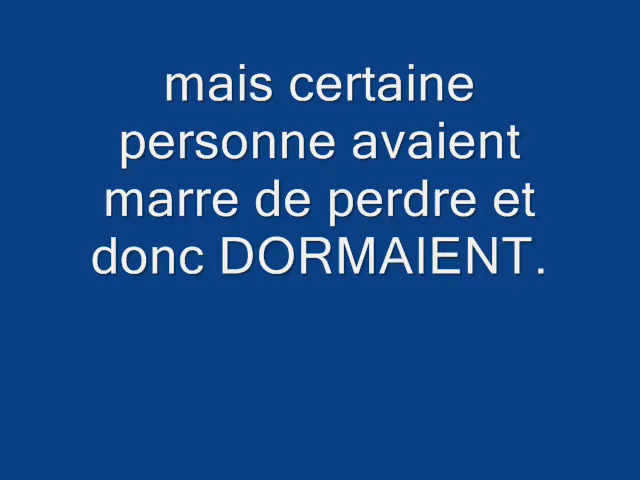 mais certaine
personne avaient
marre de perdre et
donc DORMAIENT.